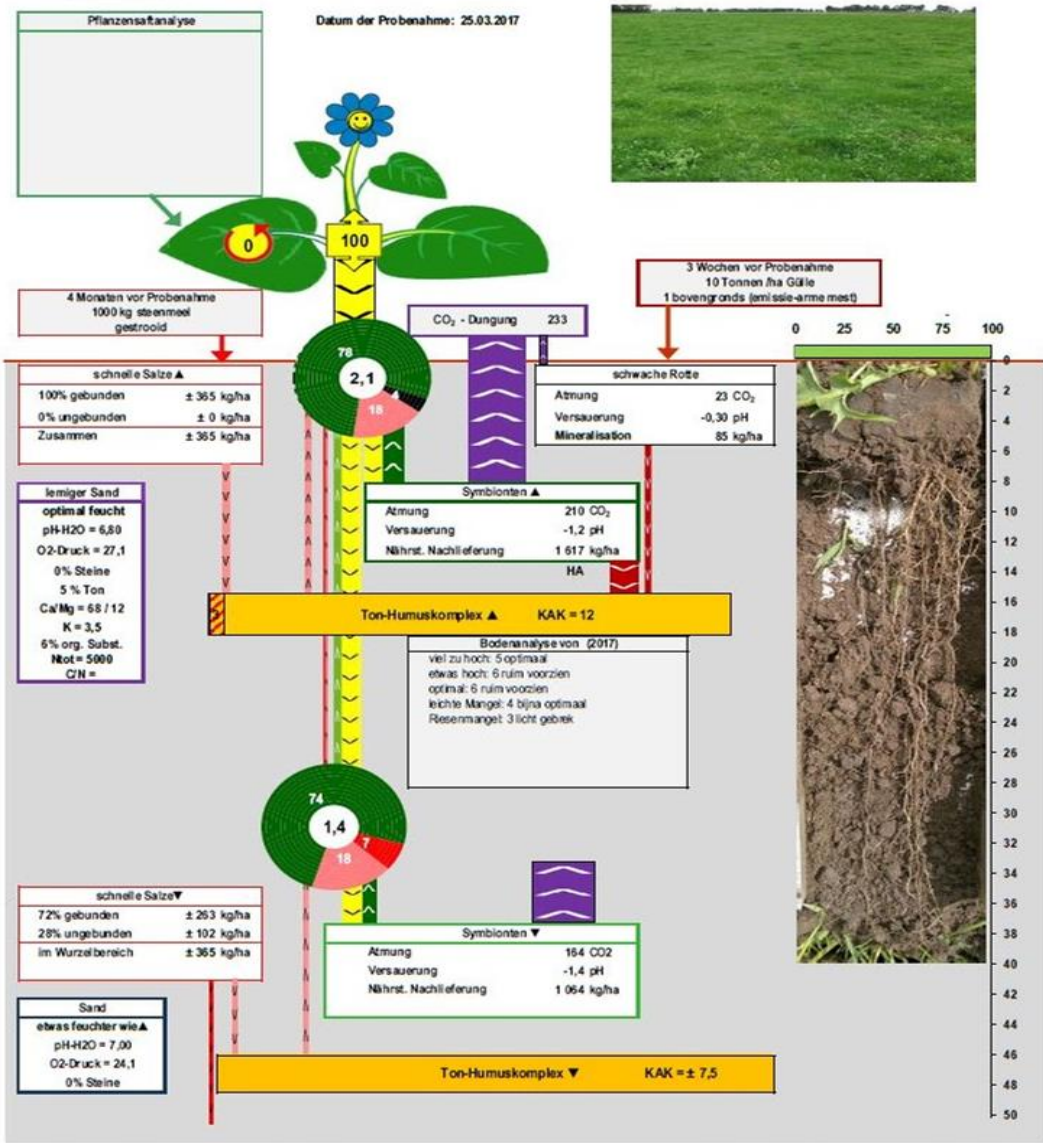 Pflanzensaftanalyse
Datum der Probenahme: 25.03.2017
0
100
4 Monaten vor Probenahme
1000 kg steenmeel
gestrooid
3 Wochen vor Probenahme
10 Tonnen /ha Gülle
1 bovengronds (emissie-arme mest)
CO₂ - Dungung 233
0 25 50 75 100
78
2,1
4
18
schnelle Salze ▲
100% gebunden ± 365 kg/ha
0% ungebunden ± 0 kg/ha
Zusammen ± 365 kg/ha
schwache Rotte
Atmung 23 CO₂
Versauerung -0,30 pH
Mineralisation 85 kg/ha
lemiger Sand
optimal feucht
pH-H2O = 6,80
O2-Druck = 27,1
0% Steine
5 % Ton
Ca/Mg = 68 / 12
K = 3,5
6% org. Subst.
Ntot = 5000
C/N =
Symbionten ▲
Atmung 210 CO₂
Versauerung -1,2 pH
Nährst. Nachlieferung 1 617 kg/ha
HA
Ton-Humuskomplex ▲ KAK = 12
Bodenanalyse von (2017)
viel zu hoch: 5 optimaal
etwas hoch: 6 ruim voorzien
optimal: 6 ruim voorzien
leichte Mangel: 4 bijna optimaal
Riesenmangel: 3 licht gebrek
74
1,4
7
18
schnelle Salze▼
72% gebunden ± 263 kg/ha
28% ungebunden ± 102 kg/ha
im Wurzelbereich ± 365 kg/ha
Symbionten ▼
Atmung 164 CO2
Versauerung -1,4 pH
Nährst. Nachlieferung 1 064 kg/ha
Sand
etwas feuchter wie▲
pH-H2O = 7,00
O2-Druck = 24,1
0% Steine
Ton-Humuskomplex ▼ KAK = ± 7,5
0
2
4
6
8
10
12
14
16
18
20
22
24
26
28
30
32
34
36
38
40
42
44
46
48
50